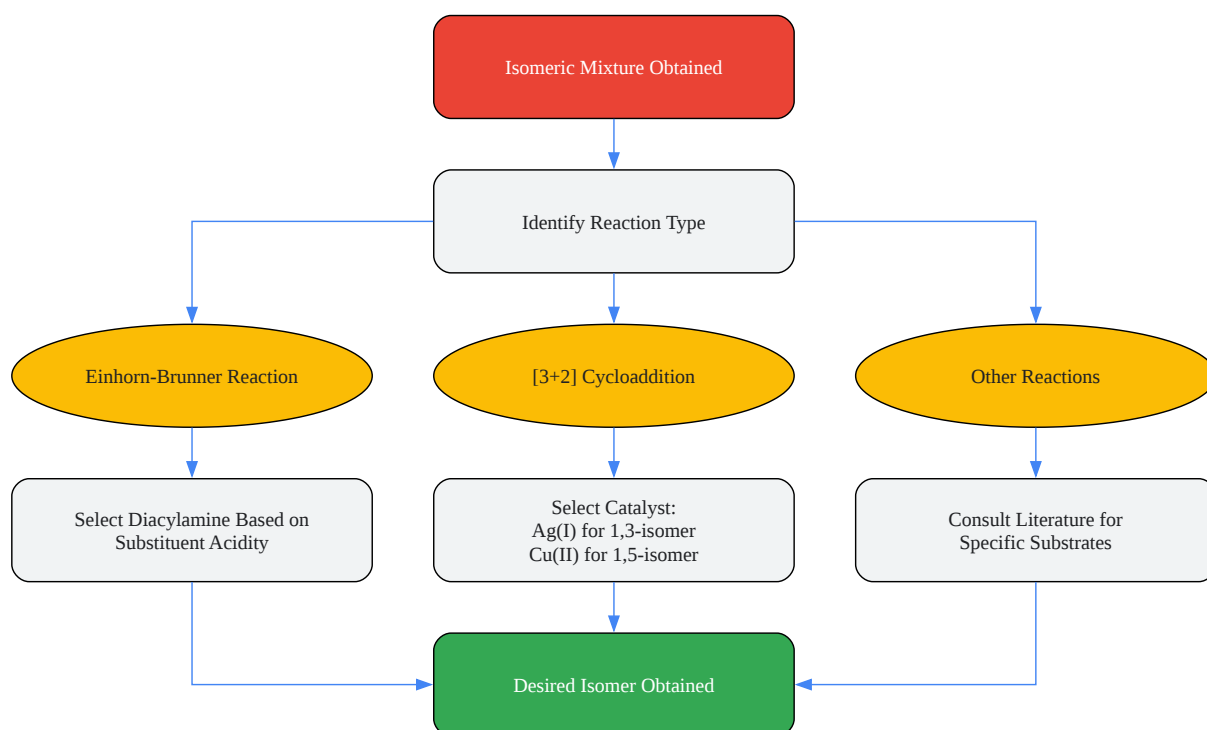 Isomeric Mixture Obtained
Identify Reaction Type
Einhorn-Brunner Reaction
[3+2] Cycloaddition
Other Reactions
Select Diacylamine Based on
Substituent Acidity
Select Catalyst:
Ag(I) for 1,3-isomer
Cu(II) for 1,5-isomer
Consult Literature for
Specific Substrates
Desired Isomer Obtained